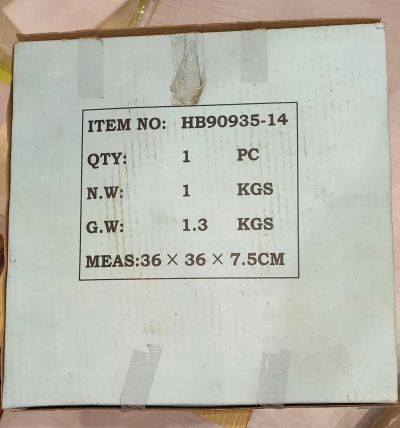 ITEM NO: HB90935-14
QTY: 1 PC
N.W: 1 KGS
G.W: 1.3 KGS
MEAS:36 × 36 × 7.5CM